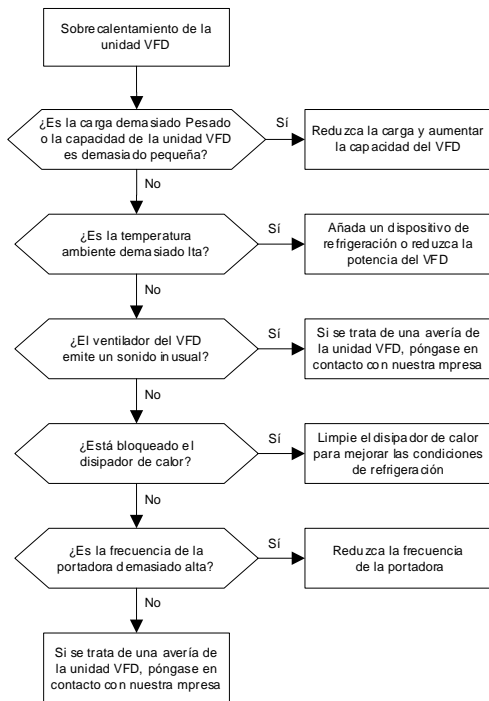 Sobrecalentamiento de la
unidad VFD
¿Es la carga demasiado Pesado
o la capacidad de la unidad VFD
es demasiado pequeña?
Sí
Reduzca la carga y aumentar
la capacidad del VFD
No
¿Es la temperatura
ambiente demasiado lta?
Sí
Añada un dispositivo de
refrigeración o reduzca la
potencia del VFD
No
¿El ventilador del VFD
emite un sonido inusual?
Sí
Si se trata de una avería de
la unidad VFD, póngase en
contacto con nuestra mpresa
No
¿Está bloqueado el
disipador de calor?
Sí
Limpie el disipador de calor
para mejorar las condiciones
de refrigeración
No
¿Es la frecuencia de la
portadora demasiado alta?
Sí
Reduzca la frecuencia
de la portadora
No
Si se trata de una avería de
la unidad VFD, póngase en
contacto con nuestra mpresa